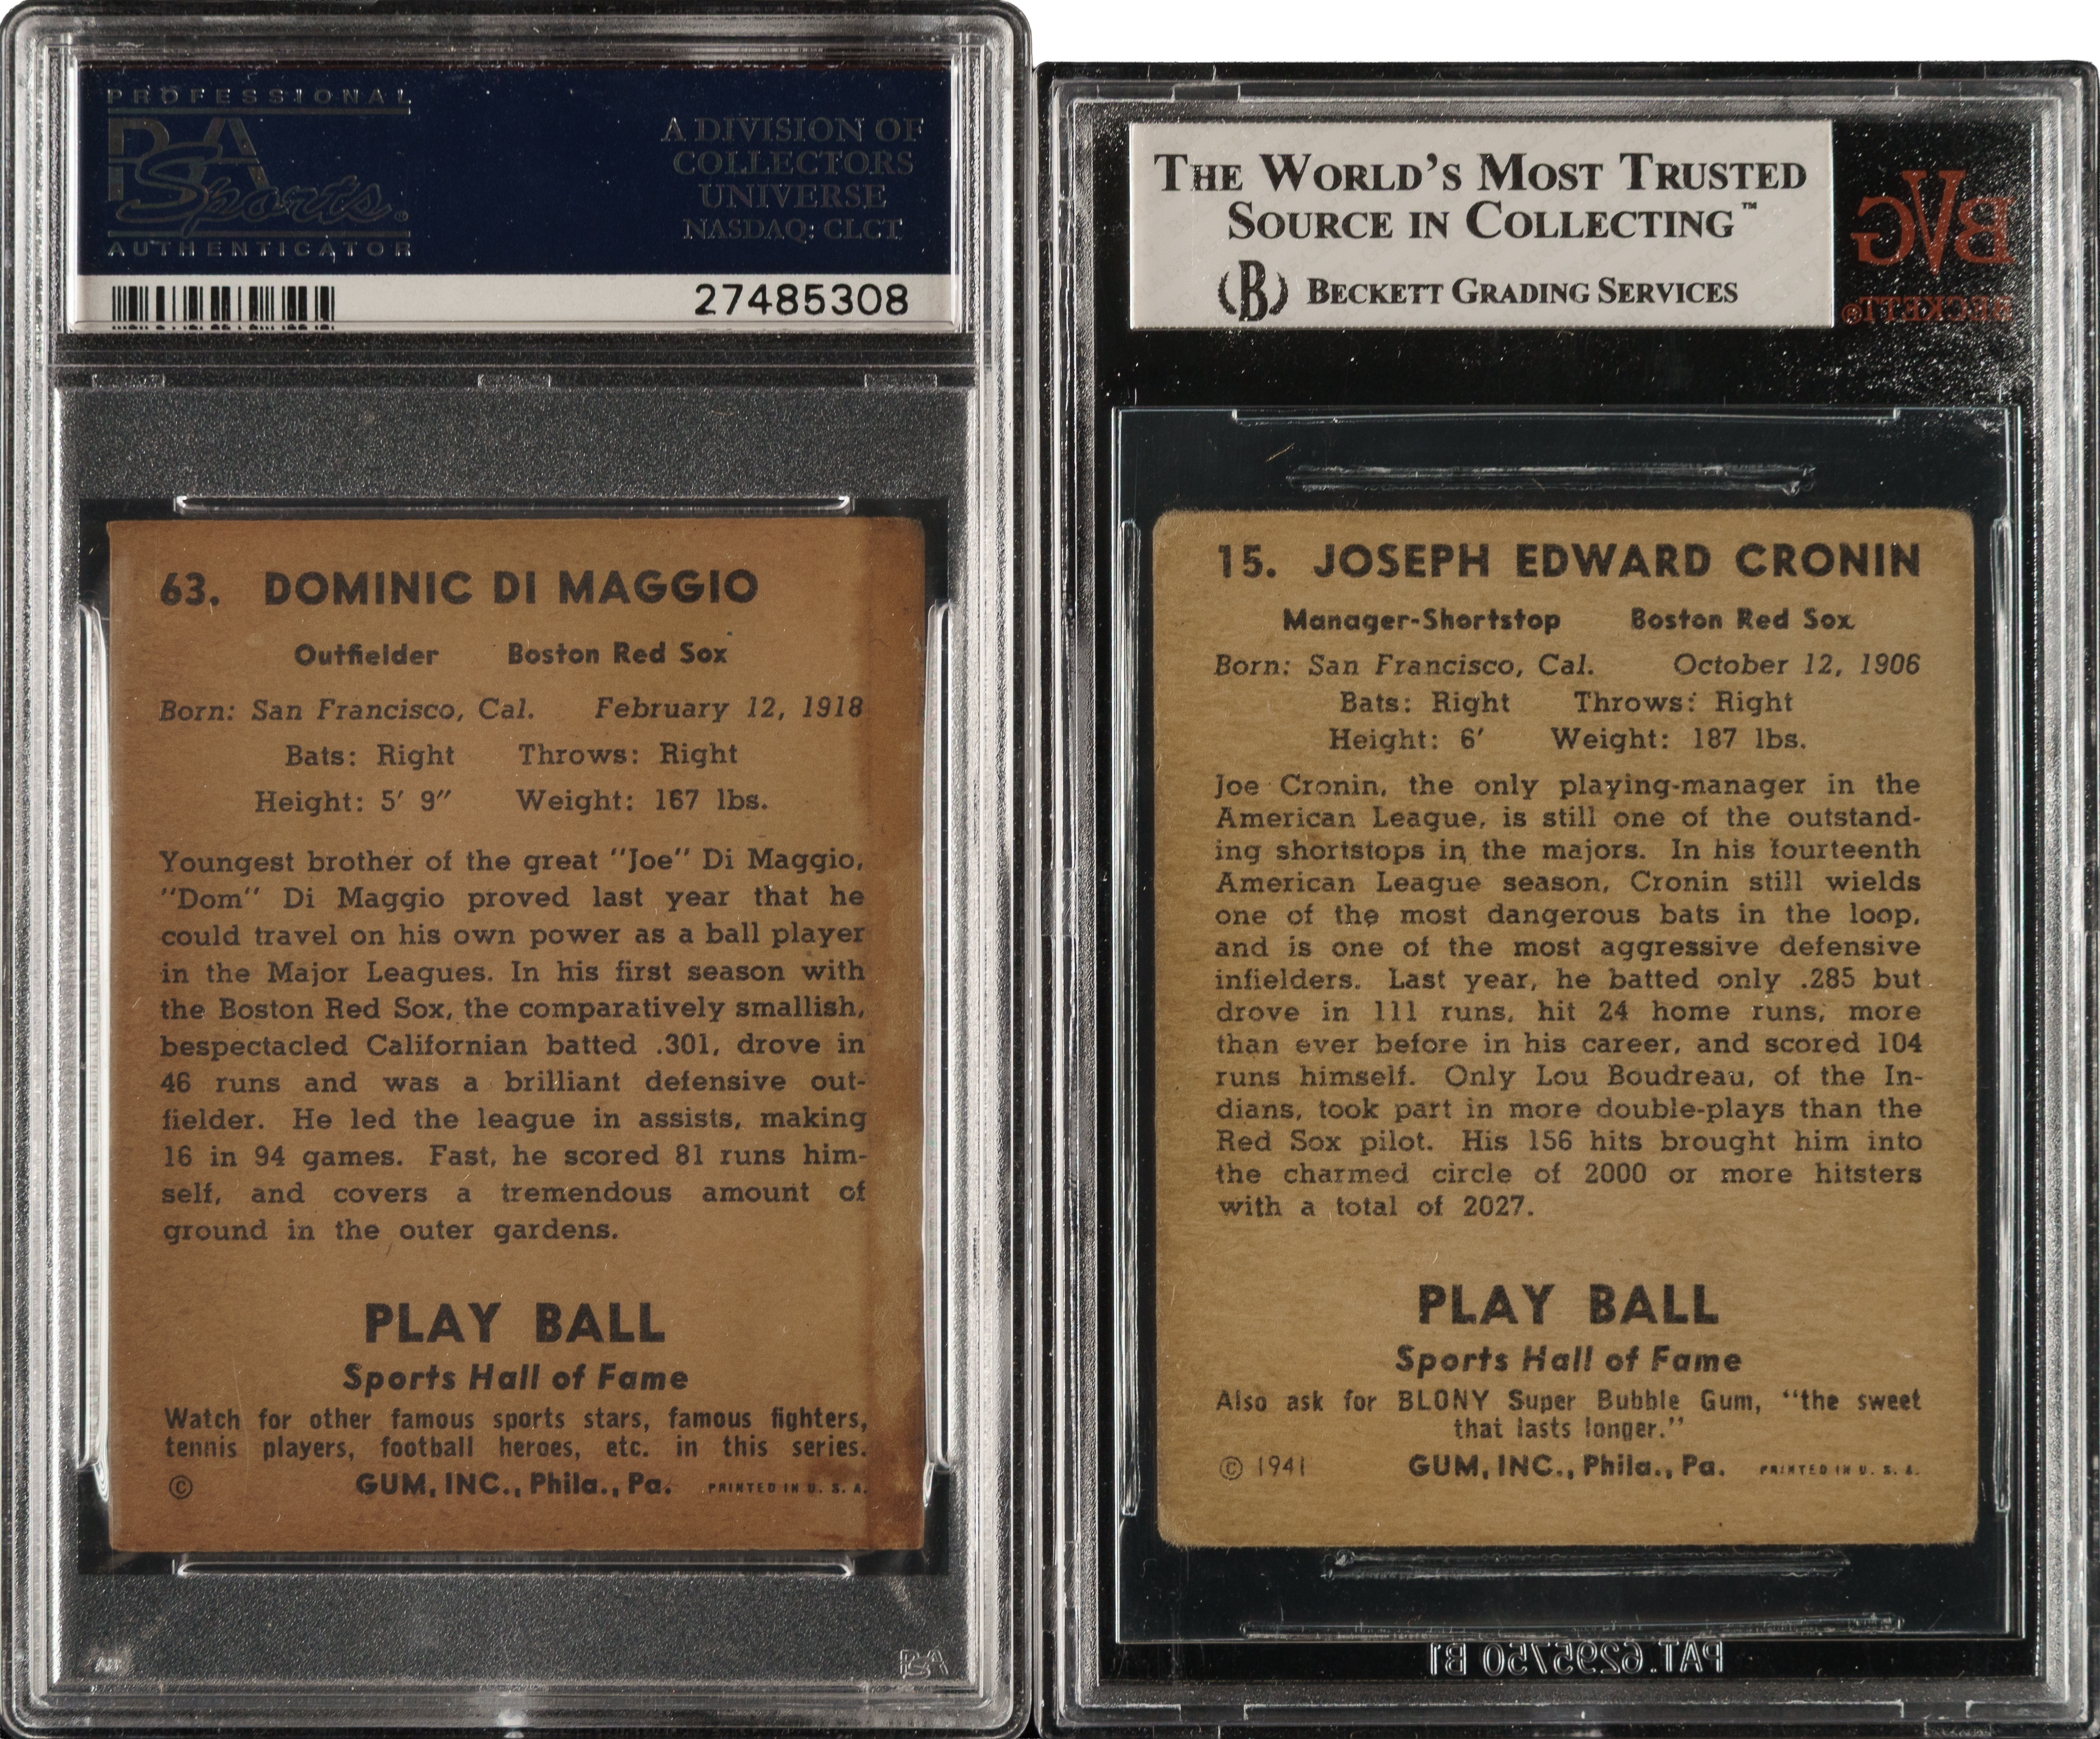 PROFESSIONAL
PSA
Sports®
AUTHENTICATOR
A DIVISION OF
COLLECTORS
UNIVERSE
NASDAQ: CLCT
27485308
63. DOMINIC DI MAGGIO
Outfielder Boston Red Sox
Born: San Francisco, Cal. February 12, 1918
Bats: Right Throws: Right
Height: 5′ 9″ Weight: 167 lbs.
Youngest brother of the great "Joe" Di Maggio,
"Dom" Di Maggio proved last year that he
could travel on his own power as a ball player
in the Major Leagues. In his first season with
the Boston Red Sox, the comparatively smallish,
bespectacled Californian batted .301, drove in
46 runs and was a brilliant defensive out-
fielder. He led the league in assists, making
16 in 94 games. Fast, he scored 81 runs him-
self, and covers a tremendous amount of
ground in the outer gardens.
PLAY BALL
Sports Hall of Fame
Watch for other famous sports stars, famous fighters,
tennis players, football heroes, etc. in this series.
© GUM, INC., Phila., Pa. PRINTED IN U. S. A.
PSA
THE WORLD'S MOST TRUSTED
SOURCE IN COLLECTING™
B BECKETT GRADING SERVICES
BVG
BECKETT®
15. JOSEPH EDWARD CRONIN
Manager-Shortstop Boston Red Sox
Born: San Francisco, Cal. October 12, 1906
Bats: Right Throws: Right
Height: 6′ Weight: 187 lbs.
Joe Cronin, the only playing-manager in the
American League, is still one of the outstand-
ing shortstops in the majors. In his fourteenth
American League season, Cronin still wields
one of the most dangerous bats in the loop,
and is one of the most aggressive defensive
infielders. Last year, he batted only .285 but
drove in 111 runs, hit 24 home runs, more
than ever before in his career, and scored 104
runs himself. Only Lou Boudreau, of the In-
dians, took part in more double-plays than the
Red Sox pilot. His 156 hits brought him into
the charmed circle of 2000 or more hitsters
with a total of 2027.
PLAY BALL
Sports Hall of Fame
Also ask for BLONY Super Bubble Gum, "the sweet
that lasts longer."
© 1941 GUM, INC., Phila., Pa. PRINTED IN U. S. A.
PAT. 6295750 B1